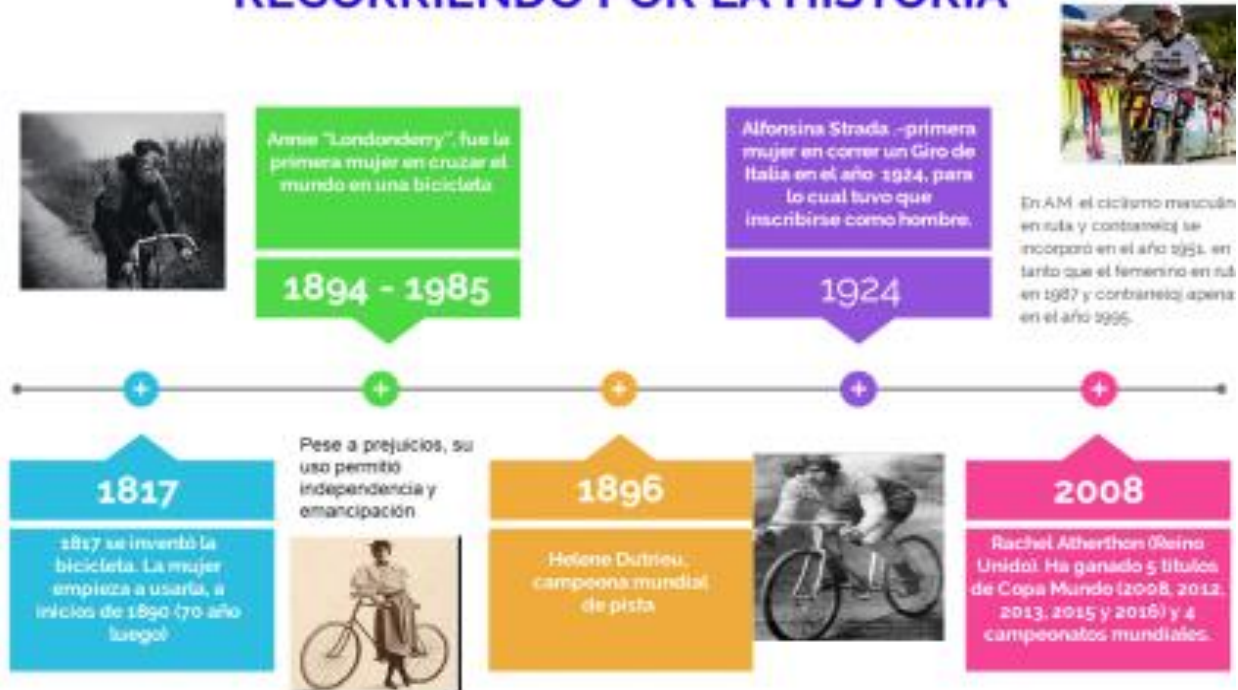 RECORRIENDO POR LA HISTORIA
Annie "Londonderry", fue la
primera mujer en cruzar el
mundo en una bicicleta
1894 - 1985
Alfonsina Strada .-primera
mujer en correr un Giro de
Italia en el año 1924, para
lo cual tuvo que
inscribirse como hombre.
1924
En A.M. el ciclismo masculin
en ruta y contrarreloj se
incorporó en el año 1951, en
tanto que el femenino en rut
en 1987 y contrarreloj apena
en el año 1995.
1817
1817 se inventó la
bicicleta. La mujer
empieza a usarla, a
inicios de 1890 (70 año
luego)
Pese a prejuicios, su
uso permitió
independencia y
emancipación
1896
Helene Dutrieu,
campeona mundial
de pista
2008
Rachel Atherthon (Reino
Unido). Ha ganado 5 títulos
de Copa Mundo (2008, 2012,
2013, 2015 y 2016) y 4
campeonatos mundiales.